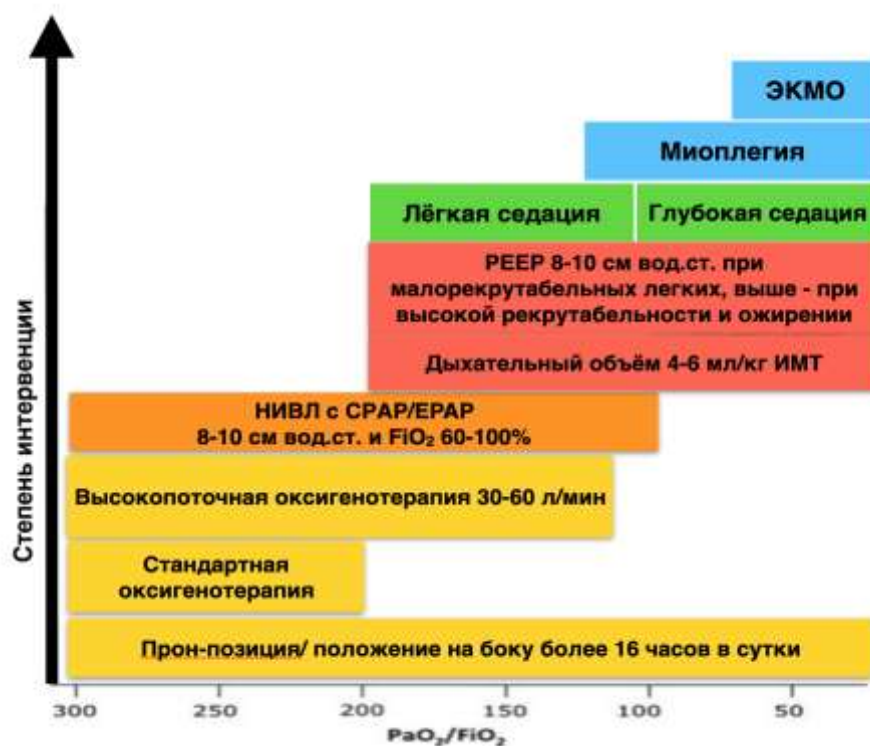 ЭКМО
Миоплегия
Лёгкая седация
Глубокая седация
PEEP 8-10 см вод.ст. при
малорекрутабельных легких, выше - при
высокой рекрутабельности и ожирении
Дыхательный объём 4-6 мл/кг ИМТ
НИВЛ с CPAP/EPAP
8-10 см вод.ст. и FiO₂ 60-100%
Высокопоточная оксигенотерапия 30-60 л/мин
Стандартная
оксигенотерапия
Прон-позиция/ положение на боку более 16 часов в сутки
Степень интервенции
300 250 200 150 100 50
PaO₂/FiO₂